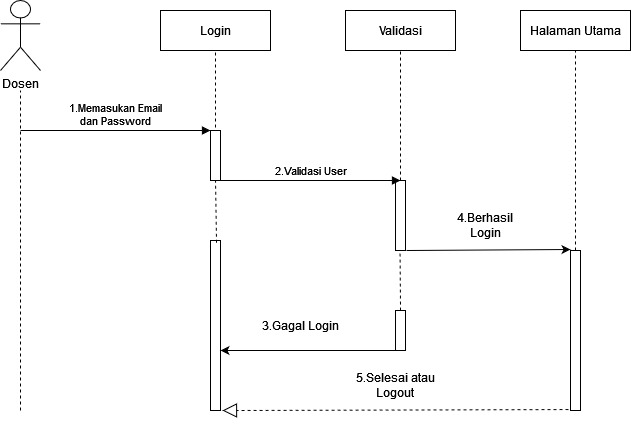 Login
Validasi
Halaman Utama
Dosen
1.Memasukan Email
dan Password
2.Validasi User
4.Berhasil
Login
3.Gagal Login
5.Selesai atau
Logout